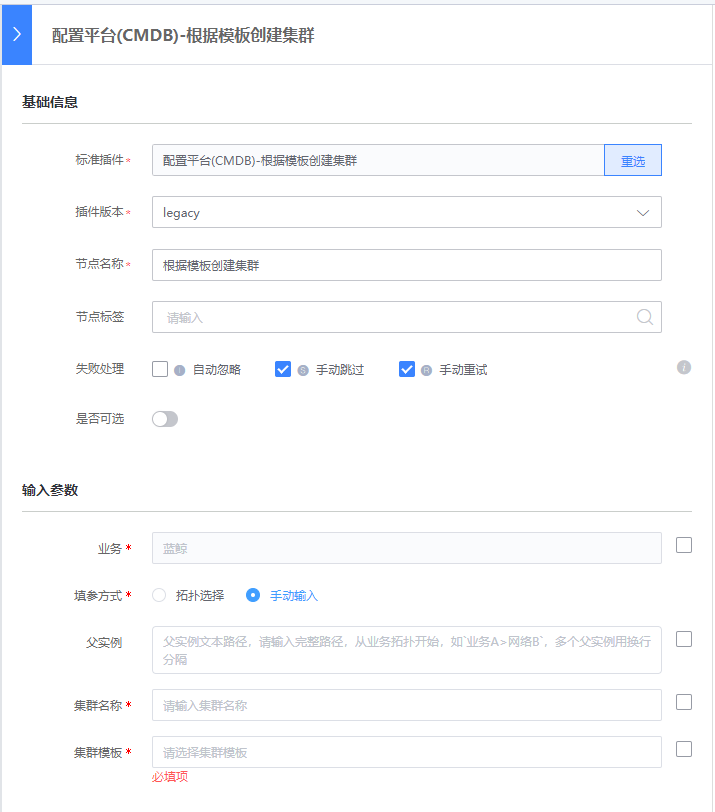 配置平台(CMDB)-根据模板创建集群
基础信息
标准插件* 配置平台(CMDB)-根据模板创建集群 重选
插件版本* legacy
节点名称* 根据模板创建集群
节点标签 请输入
失败处理 自动忽略 手动跳过 手动重试
是否可选
输入参数
业务* 蓝鲸
填参方式* 拓扑选择 手动输入
父实例 父实例文本路径，请输入完整路径，从业务拓扑开始，如`业务A>网络B`，多个父实例用换行
分隔
集群名称* 请输入集群名称
集群模板* 请选择集群模板
必填项